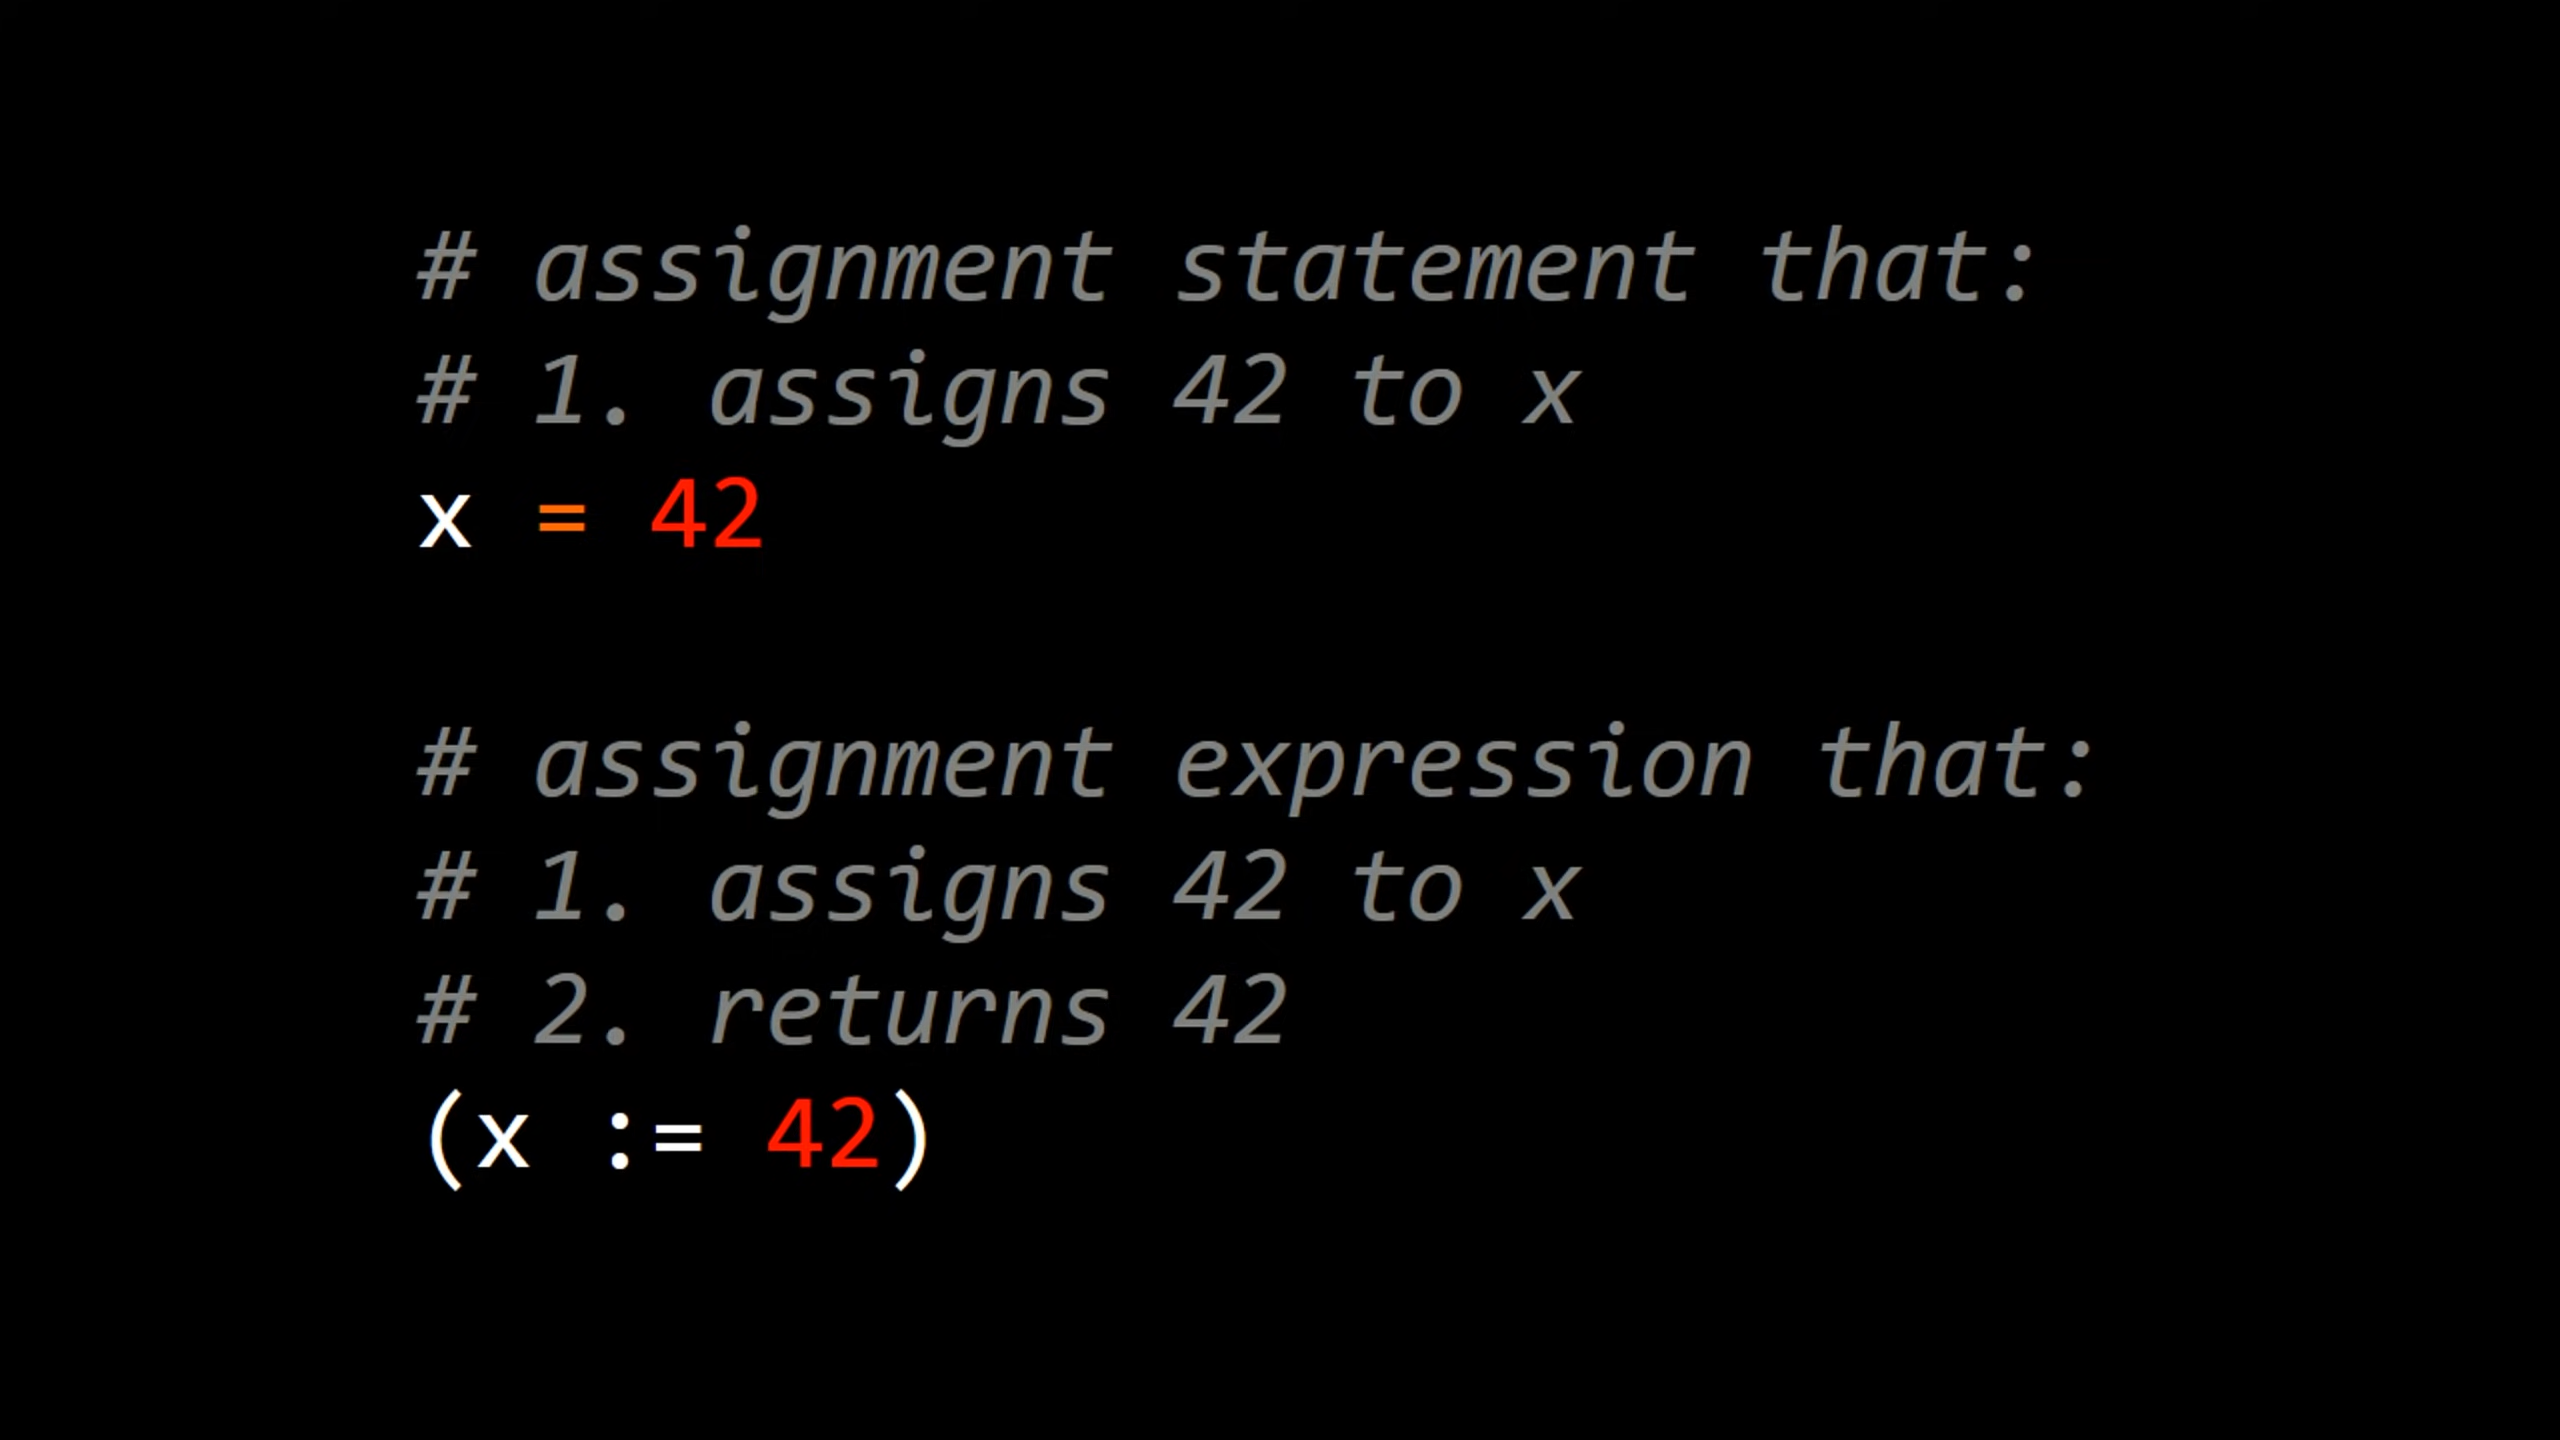 # assignment statement that:
# 1. assigns 42 to x
x = 42
# assignment expression that:
# 1. assigns 42 to x
# 2. returns 42
(x := 42)